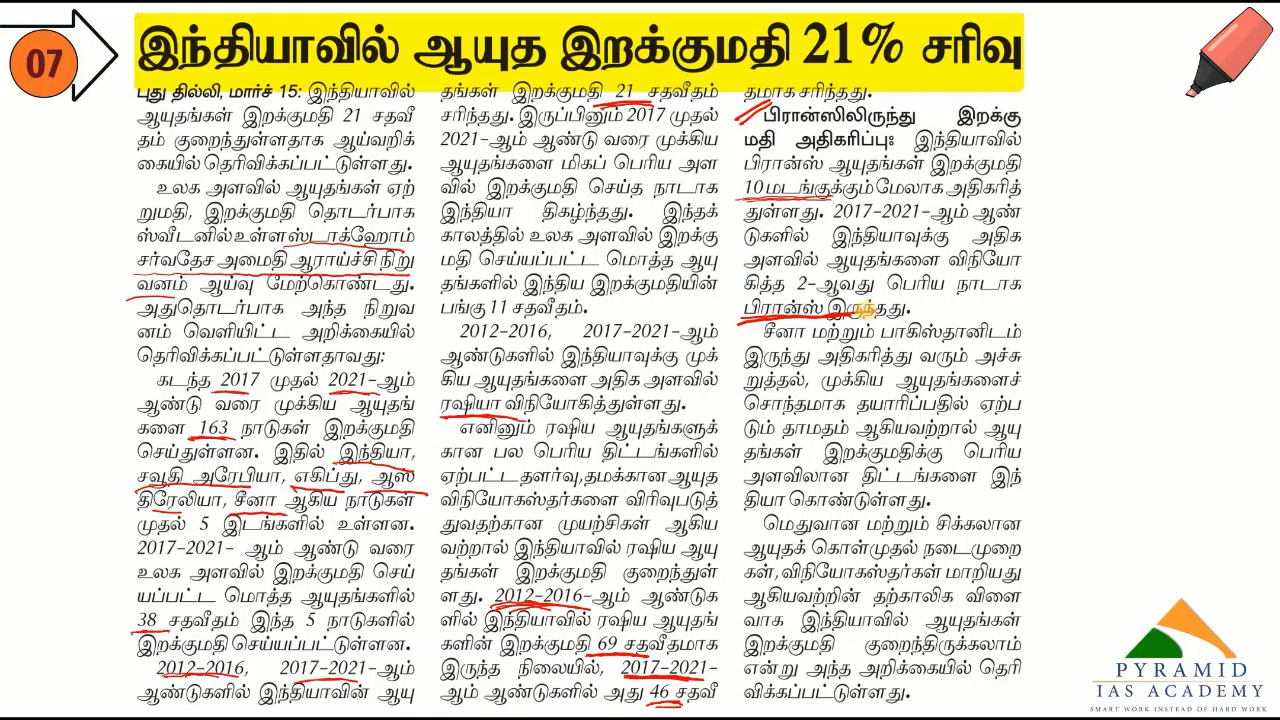 07
இந்தியாவில் ஆயுத இறக்குமதி 21% சரிவு
புது தில்லி, மார்ச் 15: இந்தியாவில்
ஆயுதங்கள் இறக்குமதி 21 சதவீ
தம் குறைந்துள்ளதாக ஆய்வறிக்
கையில் தெரிவிக்கப்பட்டுள்ளது.
உலக அளவில் ஆயுதங்கள் ஏற்
றுமதி, இறக்குமதி தொடர்பாக
ஸ்வீடனில் உள்ள ஸ்டாக்ஹோம்
சர்வதேச அமைதி ஆராய்ச்சி நிறு
வனம் ஆய்வு மேற்கொண்டது.
அதுதொடர்பாக அந்த நிறுவ
னம் வெளியிட்ட அறிக்கையில்
தெரிவிக்கப்பட்டுள்ளதாவது:
கடந்த 2017 முதல் 2021-ஆம்
ஆண்டு வரை முக்கிய ஆயுதங்
களை 163 நாடுகள் இறக்குமதி
செய்துள்ளன. இதில் இந்தியா,
சவூதி அரேபியா, எகிப்து, ஆஸ்
திரேலியா, சீனா ஆகிய நாடுகள்
முதல் 5 இடங்களில் உள்ளன.
2017-2021- ஆம் ஆண்டு வரை
உலக அளவில் இறக்குமதி செய்
யப்பட்ட மொத்த ஆயுதங்களில்
38 சதவீதம் இந்த 5 நாடுகளில்
இறக்குமதி செய்யப்பட்டுள்ளன.
2012-2016, 2017-2021-ஆம்
ஆண்டுகளில் இந்தியாவின் ஆயு
தங்கள் இறக்குமதி 21 சதவீதம்
சரிந்தது. இருப்பினும் 2017 முதல்
2021-ஆம் ஆண்டு வரை முக்கிய
ஆயுதங்களை மிகப் பெரிய அள
வில் இறக்குமதி செய்த நாடாக
இந்தியா திகழ்ந்தது. இந்தக்
காலத்தில் உலக அளவில் இறக்கு
மதி செய்யப்பட்ட மொத்த ஆயு
தங்களில் இந்திய இறக்குமதியின்
பங்கு 11 சதவீதம்.
2012-2016, 2017-2021-ஆம்
ஆண்டுகளில் இந்தியாவுக்கு முக்
கிய ஆயுதங்களை அதிக அளவில்
ரஷியா விநியோகித்துள்ளது.
எனினும் ரஷிய ஆயுதங்களுக்
கான பல பெரிய திட்டங்களில்
ஏற்பட்ட தளர்வு, தமக்கான ஆயுத
விநியோகஸ்தர்களை விரிவுபடுத்
துவதற்கான முயற்சிகள் ஆகிய
வற்றால் இந்தியாவில் ரஷிய ஆயு
தங்கள் இறக்குமதி குறைந்துள்
ளது. 2012-2016-ஆம் ஆண்டுக
ளில் இந்தியாவில் ரஷிய ஆயுதங்
களின் இறக்குமதி 69 சதவீதமாக
இருந்த நிலையில், 2017-2021-
ஆம் ஆண்டுகளில் அது 46 சதவீ
தமாக சரிந்தது.
பிரான்ஸிலிருந்து இறக்கு
மதி அதிகரிப்பு: இந்தியாவில்
பிரான்ஸ் ஆயுதங்கள் இறக்குமதி
10 மடங்குக்கும் மேலாக அதிகரித்
துள்ளது. 2017-2021-ஆம் ஆண்
டுகளில் இந்தியாவுக்கு அதிக
அளவில் ஆயுதங்களை விநியோ
கித்த 2-ஆவது பெரிய நாடாக
பிரான்ஸ் இருந்தது.
சீனா மற்றும் பாகிஸ்தானிடம்
இருந்து அதிகரித்து வரும் அச்சு
றுத்தல், முக்கிய ஆயுதங்களைச்
சொந்தமாக தயாரிப்பதில் ஏற்ப
டும் தாமதம் ஆகியவற்றால் ஆயு
தங்கள் இறக்குமதிக்கு பெரிய
அளவிலான திட்டங்களை இந்
தியா கொண்டுள்ளது.
மெதுவான மற்றும் சிக்கலான
ஆயுதக் கொள்முதல் நடைமுறை
கள், விநியோகஸ்தர்கள் மாறியது
ஆகியவற்றின் தற்காலிக விளை
வாக இந்தியாவில் ஆயுதங்கள்
இறக்குமதி குறைந்திருக்கலாம்
என்று அந்த அறிக்கையில் தெரி
விக்கப்பட்டுள்ளது.
PYRAMID
IAS ACADEMY
SMART WORK INSTEAD OF HARD WORK